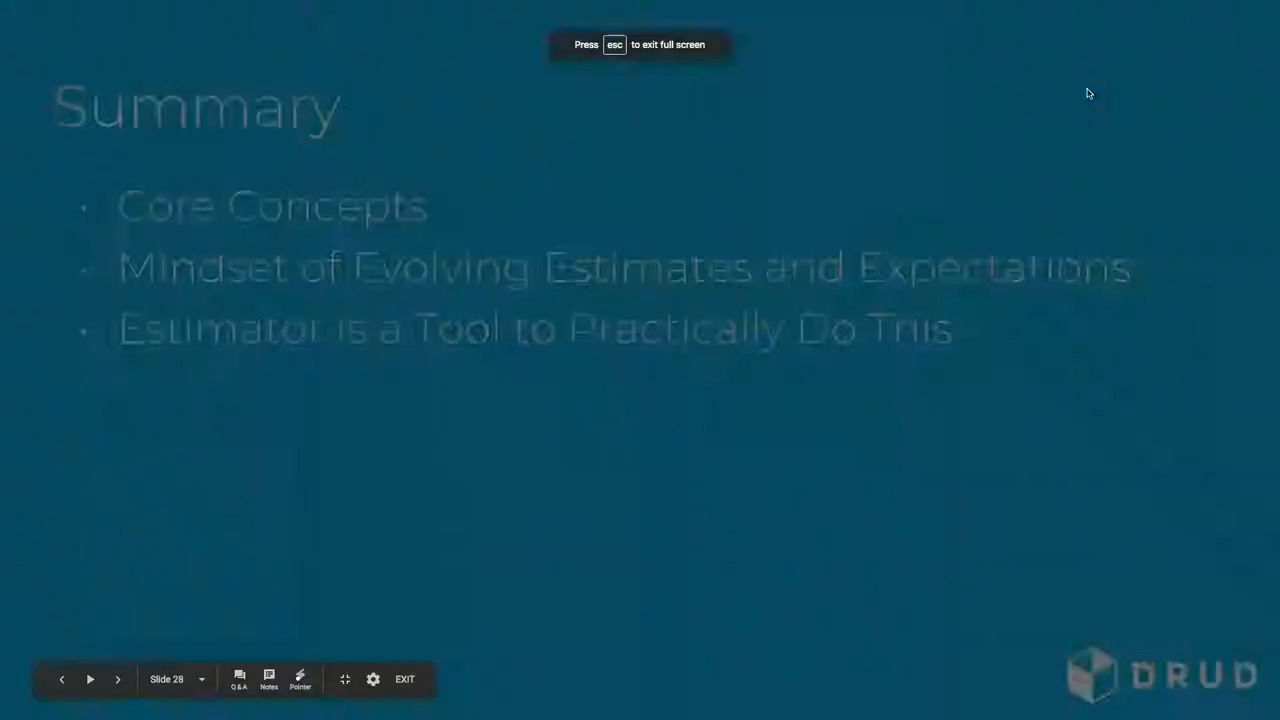 Press esc to exit full screen
Summary
• Core Concepts
• Mindset of Evolving Estimates and Expectations
• Estimator is a Tool to Practically Do This
Slide 28
Q & A
Notes
Pointer
EXIT
DRUD